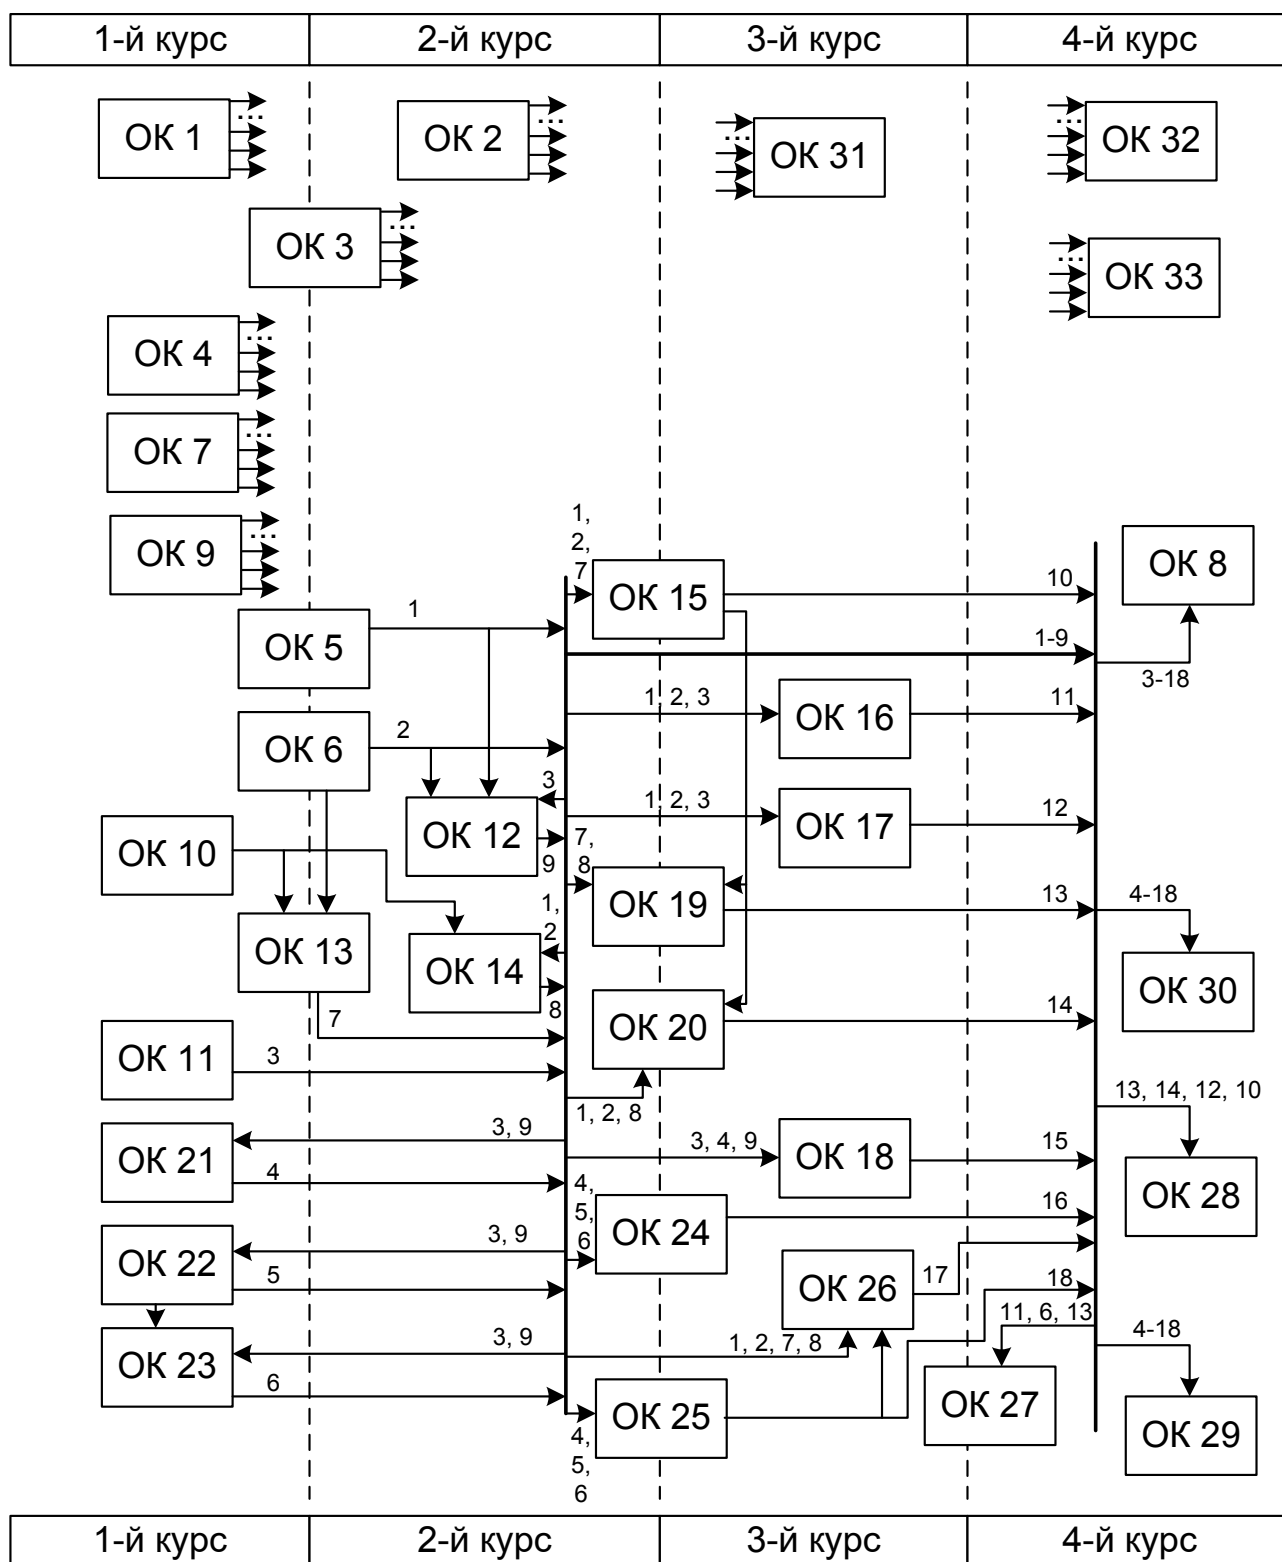 1-й курс 2-й курс 3-й курс 4-й курс
ОК 1
...
ОК 2
...
...
ОК 31
...
ОК 32
ОК 3
...
...
ОК 33
ОК 4
...
ОК 7
...
ОК 9
...
1,
2,
7
ОК 15
10
ОК 8
ОК 5
1
1-9
3-18
ОК 6
2
1, 2, 3
ОК 16
11
3
ОК 12
9
1, 2, 3
ОК 17
12
ОК 10
7,
8
ОК 19
13
4-18
ОК 13
1,
2
ОК 14
8
ОК 30
7
ОК 20
14
ОК 11
3
1, 2, 8
13, 14, 12, 10
ОК 21
3, 9
4
3, 4, 9
ОК 18
15
ОК 28
4,
5,
6
ОК 24
16
ОК 22
3, 9
5
ОК 26
17
18
ОК 23
3, 9
6
1, 2, 7, 8
11, 6, 13
4-18
ОК 25
4,
5,
6
ОК 27
ОК 29
1-й курс 2-й курс 3-й курс 4-й курс